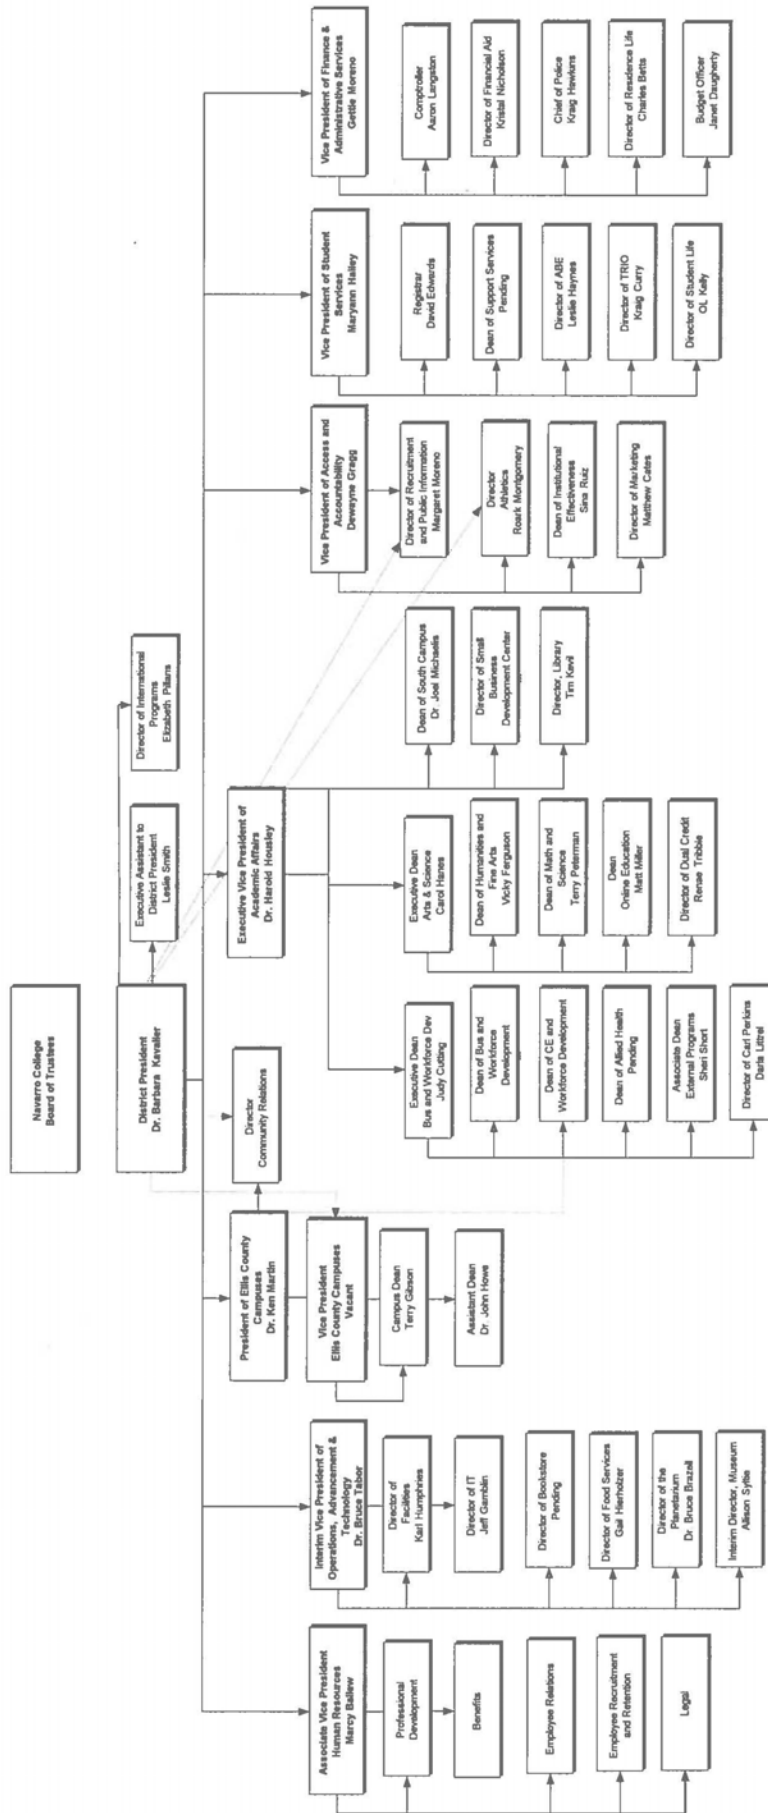 Navarro College
Board of Trustees
District President
Dr. Barbara Kavalier
Executive Assistant to
District President
Leslie Smith
Director of International
Programs
Elizabeth Pillans
Associate Vice President
Human Resources
Marcy Ballew
Professional
Development
Benefits
Employee Relations
Employee Recruitment
and Retention
Legal
Interim Vice President of
Operations, Advancement &
Technology
Dr. Bruce Tabor
Director of
Facilities
Karl Humphries
Director of IT
Jeff Gamblin
Director of Bookstore
Pending
Director of Food Services
Gail Hierholzer
Director of the
Planetarium
Dr. Bruce Brazell
Interim Director, Museum
Allison Syftie
President of Ellis County
Campuses
Dr. Ken Martin
Director
Community Relations
Vice President
Ellis County Campuses
Vacant
Campus Dean
Terry Gibson
Assistant Dean
Dr. John Howe
Executive Vice President of
Academic Affairs
Dr. Harold Housley
Executive Dean
Bus and Workforce Dev
Judy Cutting
Dean of Bus and
Workforce
Development
Dean of CE and
Workforce Development
Dean of Allied Health
Pending
Associate Dean
External Programs
Sheri Short
Director of Carl Perkins
Darla Littrel
Executive Dean
Arts & Science
Carol Hanes
Dean of Humanities and
Fine Arts
Vicky Ferguson
Dean of Math and
Science
Terry Peterman
Dean
Online Education
Matt Miller
Director of Dual Credit
Renae Tribble
Dean of South Campus
Dr. Joel Michaelis
Director of Small
Business
Development Center
Director, Library
Tim Kevil
Vice President of Access and
Accountability
Dewayne Gragg
Director of Recruitment
and Public Information
Margaret Moreno
Director
Athletics
Roark Montgomery
Dean of Institutional
Effectiveness
Sina Ruiz
Director of Marketing
Matthew Cates
Vice President of Student
Services
Maryann Hailey
Registrar
David Edwards
Dean of Support Services
Pending
Director of ABE
Leslie Haynes
Director of TRIO
Kraig Curry
Director of Student Life
OL Kelly
Vice President of Finance &
Administrative Services
Gettie Moreno
Comptroller
Aaron Langston
Director of Financial Aid
Kristal Nicholson
Chief of Police
Kraig Hawkins
Director of Residence Life
Charles Betts
Budget Officer
Janet Daugherty